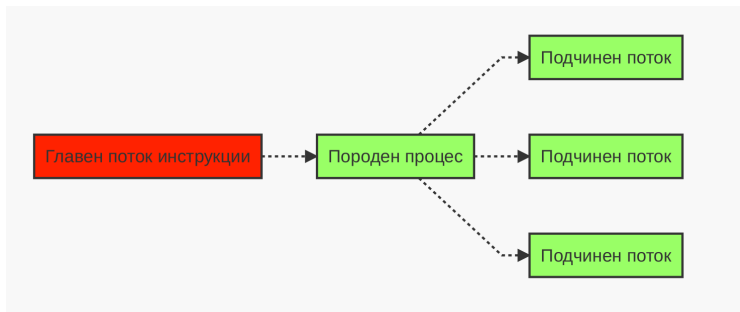 Подчинен поток
Главен поток инструкции
Породен процес
Подчинен поток
Подчинен поток